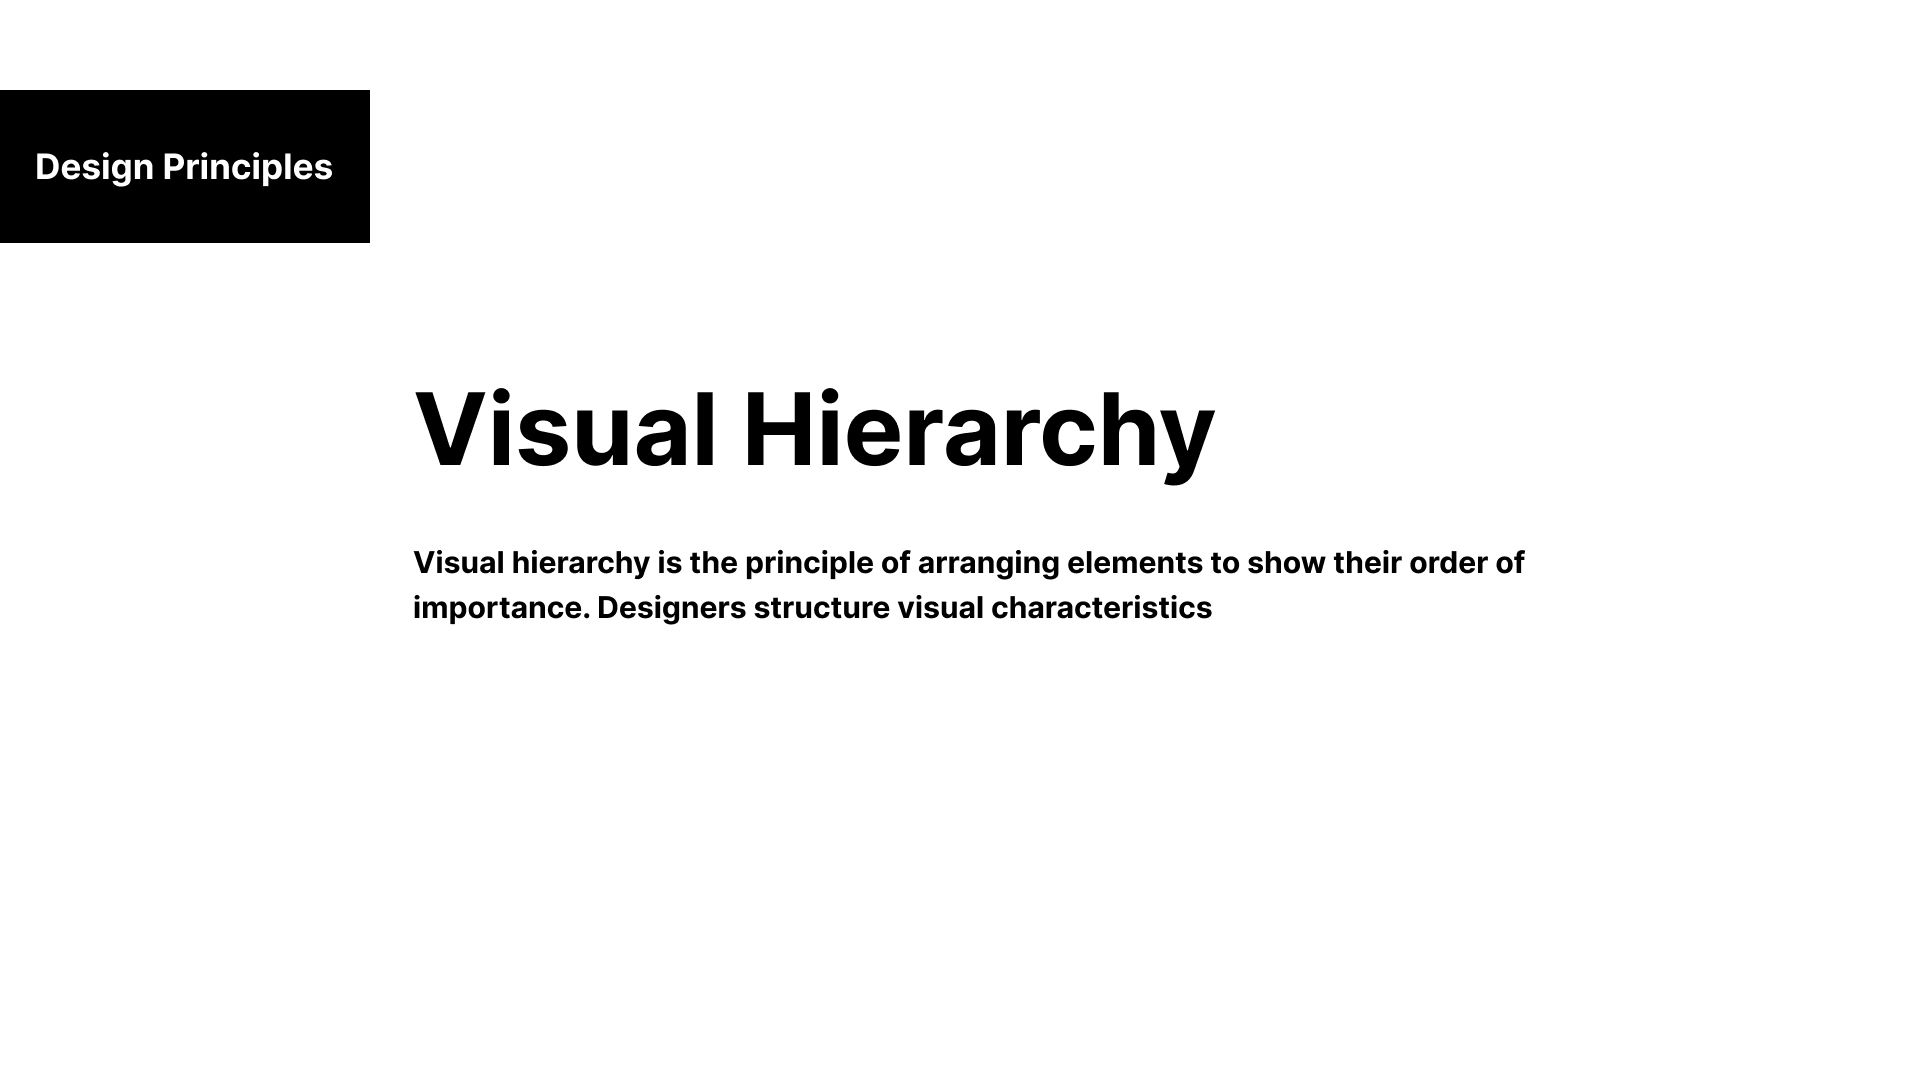 Design Principles
Visual Hierarchy
Visual hierarchy is the principle of arranging elements to show their order of
importance. Designers structure visual characteristics